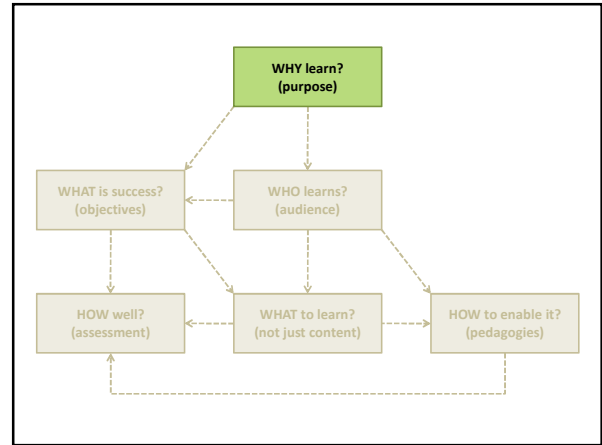 WHY learn?
(purpose)
WHAT is success?
(objectives)
WHO learns?
(audience)
HOW well?
(assessment)
WHAT to learn?
(not just content)
HOW to enable it?
(pedagogies)